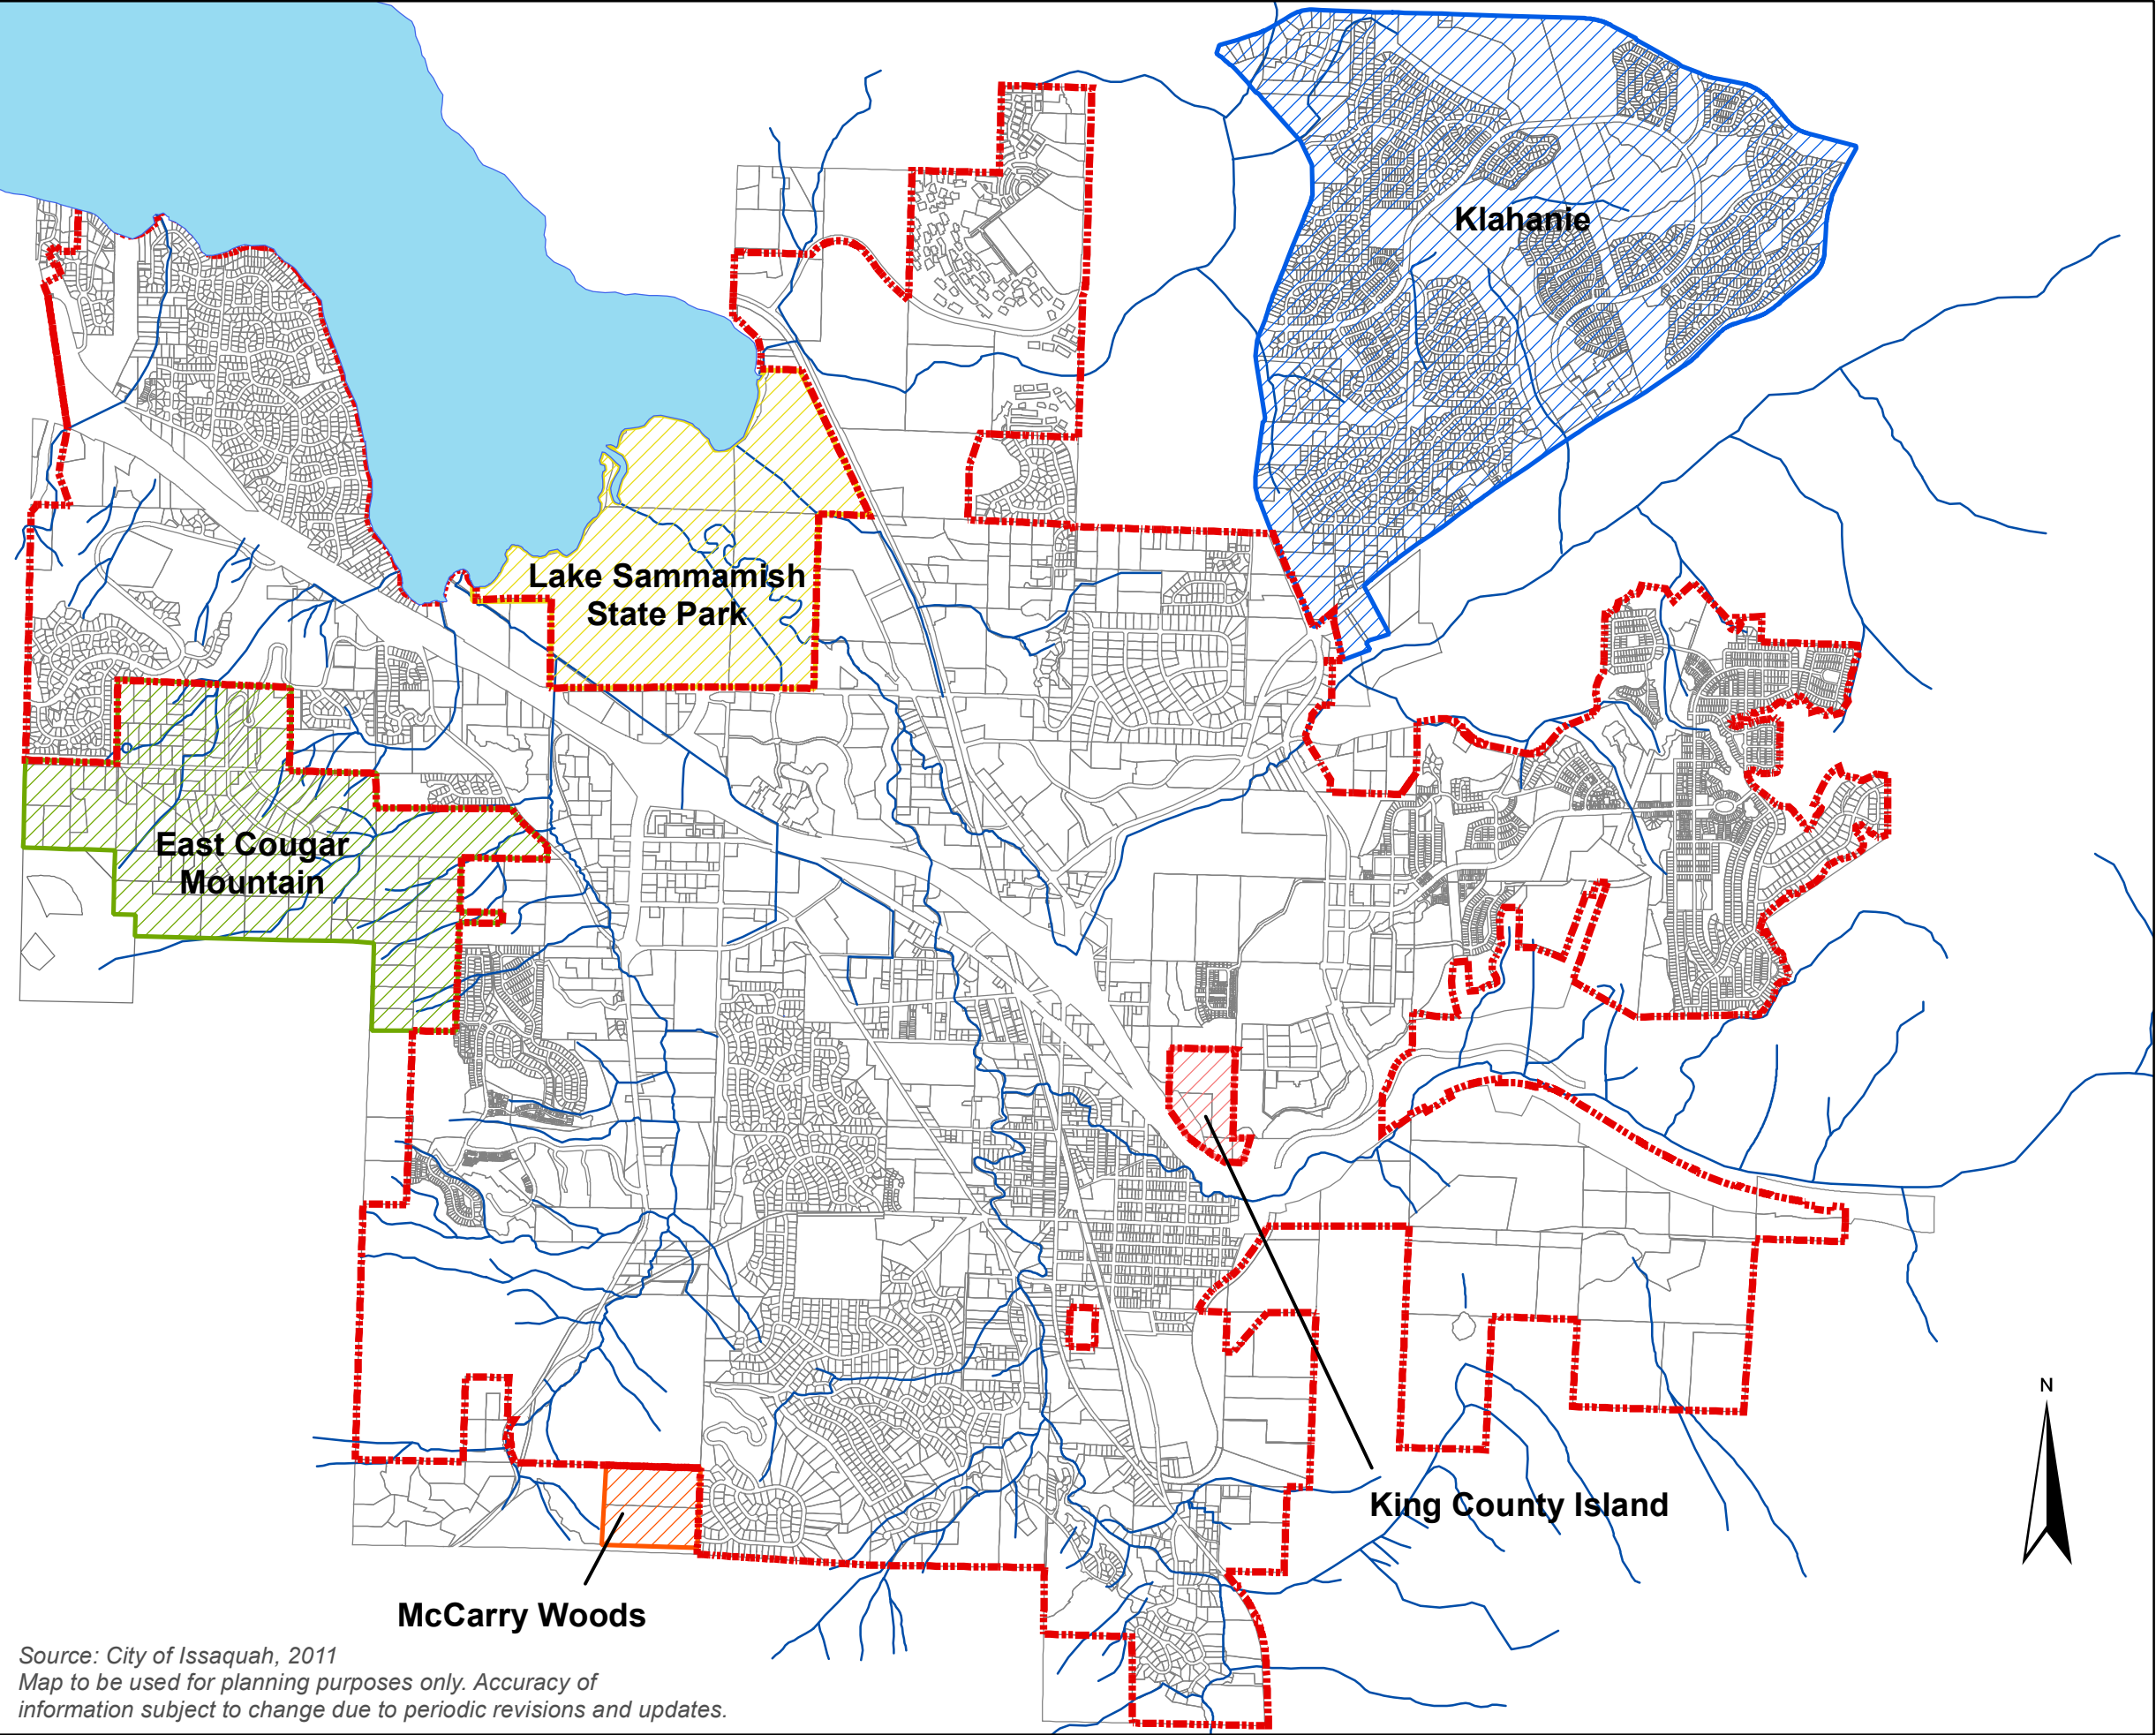 Klahanie
Lake Sammamish
State Park
East Cougar
Mountain
N
King County Island
McCarry Woods
Source: City of Issaquah, 2011
Map to be used for planning purposes only. Accuracy of
information subject to change due to periodic revisions and updates.